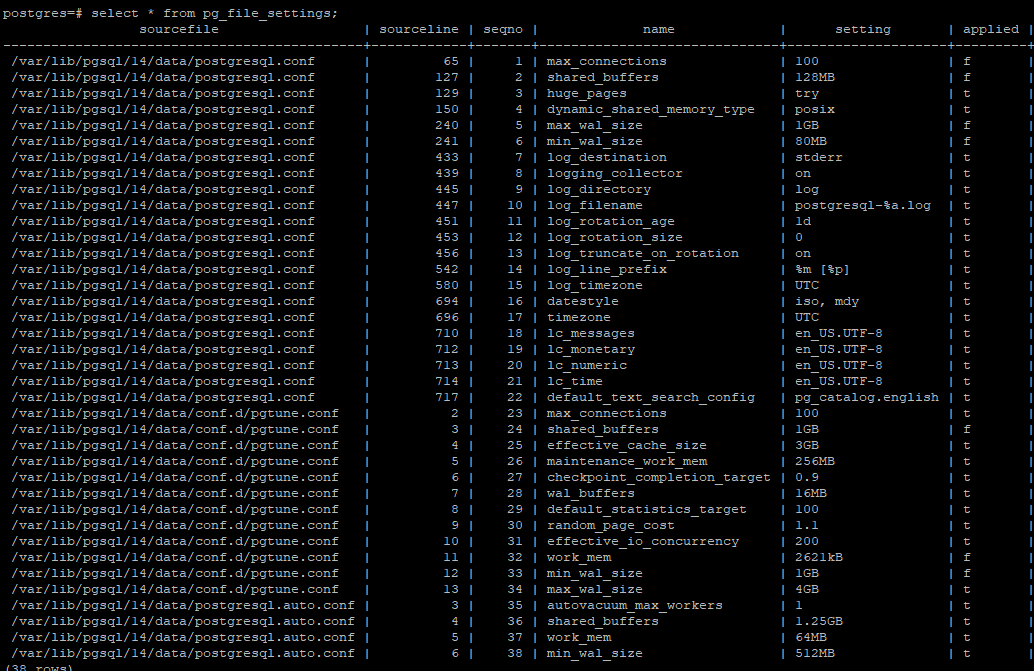 postgres=# select * from pg_file_settings;
sourcefile | sourceline | seqno | name | setting | applied |
/var/lib/pgsql/14/data/postgresql.conf | 65 | 1 | max_connections | 100 | f |
/var/lib/pgsql/14/data/postgresql.conf | 127 | 2 | shared_buffers | 128MB | f |
/var/lib/pgsql/14/data/postgresql.conf | 129 | 3 | huge_pages | try | t |
/var/lib/pgsql/14/data/postgresql.conf | 150 | 4 | dynamic_shared_memory_type | posix | t |
/var/lib/pgsql/14/data/postgresql.conf | 240 | 5 | max_wal_size | 1GB | f |
/var/lib/pgsql/14/data/postgresql.conf | 241 | 6 | min_wal_size | 80MB | f |
/var/lib/pgsql/14/data/postgresql.conf | 433 | 7 | log_destination | stderr | t |
/var/lib/pgsql/14/data/postgresql.conf | 439 | 8 | logging_collector | on | t |
/var/lib/pgsql/14/data/postgresql.conf | 445 | 9 | log_directory | log | t |
/var/lib/pgsql/14/data/postgresql.conf | 447 | 10 | log_filename | postgresql-%a.log | t |
/var/lib/pgsql/14/data/postgresql.conf | 451 | 11 | log_rotation_age | 1d | t |
/var/lib/pgsql/14/data/postgresql.conf | 453 | 12 | log_rotation_size | 0 | t |
/var/lib/pgsql/14/data/postgresql.conf | 456 | 13 | log_truncate_on_rotation | on | t |
/var/lib/pgsql/14/data/postgresql.conf | 542 | 14 | log_line_prefix | %m [%p] | t |
/var/lib/pgsql/14/data/postgresql.conf | 580 | 15 | log_timezone | UTC | t |
/var/lib/pgsql/14/data/postgresql.conf | 694 | 16 | datestyle | iso, mdy | t |
/var/lib/pgsql/14/data/postgresql.conf | 696 | 17 | timezone | UTC | t |
/var/lib/pgsql/14/data/postgresql.conf | 710 | 18 | lc_messages | en_US.UTF-8 | t |
/var/lib/pgsql/14/data/postgresql.conf | 712 | 19 | lc_monetary | en_US.UTF-8 | t |
/var/lib/pgsql/14/data/postgresql.conf | 713 | 20 | lc_numeric | en_US.UTF-8 | t |
/var/lib/pgsql/14/data/postgresql.conf | 714 | 21 | lc_time | en_US.UTF-8 | t |
/var/lib/pgsql/14/data/postgresql.conf | 717 | 22 | default_text_search_config | pg_catalog.english | t |
/var/lib/pgsql/14/data/conf.d/pgtune.conf | 2 | 23 | max_connections | 100 | t |
/var/lib/pgsql/14/data/conf.d/pgtune.conf | 3 | 24 | shared_buffers | 1GB | f |
/var/lib/pgsql/14/data/conf.d/pgtune.conf | 4 | 25 | effective_cache_size | 3GB | t |
/var/lib/pgsql/14/data/conf.d/pgtune.conf | 5 | 26 | maintenance_work_mem | 256MB | t |
/var/lib/pgsql/14/data/conf.d/pgtune.conf | 6 | 27 | checkpoint_completion_target | 0.9 | t |
/var/lib/pgsql/14/data/conf.d/pgtune.conf | 7 | 28 | wal_buffers | 16MB | t |
/var/lib/pgsql/14/data/conf.d/pgtune.conf | 8 | 29 | default_statistics_target | 100 | t |
/var/lib/pgsql/14/data/conf.d/pgtune.conf | 9 | 30 | random_page_cost | 1.1 | t |
/var/lib/pgsql/14/data/conf.d/pgtune.conf | 10 | 31 | effective_io_concurrency | 200 | t |
/var/lib/pgsql/14/data/conf.d/pgtune.conf | 11 | 32 | work_mem | 2621kB | f |
/var/lib/pgsql/14/data/conf.d/pgtune.conf | 12 | 33 | min_wal_size | 1GB | f |
/var/lib/pgsql/14/data/conf.d/pgtune.conf | 13 | 34 | max_wal_size | 4GB | t |
/var/lib/pgsql/14/data/postgresql.auto.conf | 3 | 35 | autovacuum_max_workers | 1 | t |
/var/lib/pgsql/14/data/postgresql.auto.conf | 4 | 36 | shared_buffers | 1.25GB | t |
/var/lib/pgsql/14/data/postgresql.auto.conf | 5 | 37 | work_mem | 64MB | t |
/var/lib/pgsql/14/data/postgresql.auto.conf | 6 | 38 | min_wal_size | 512MB | t |
(38 rows)